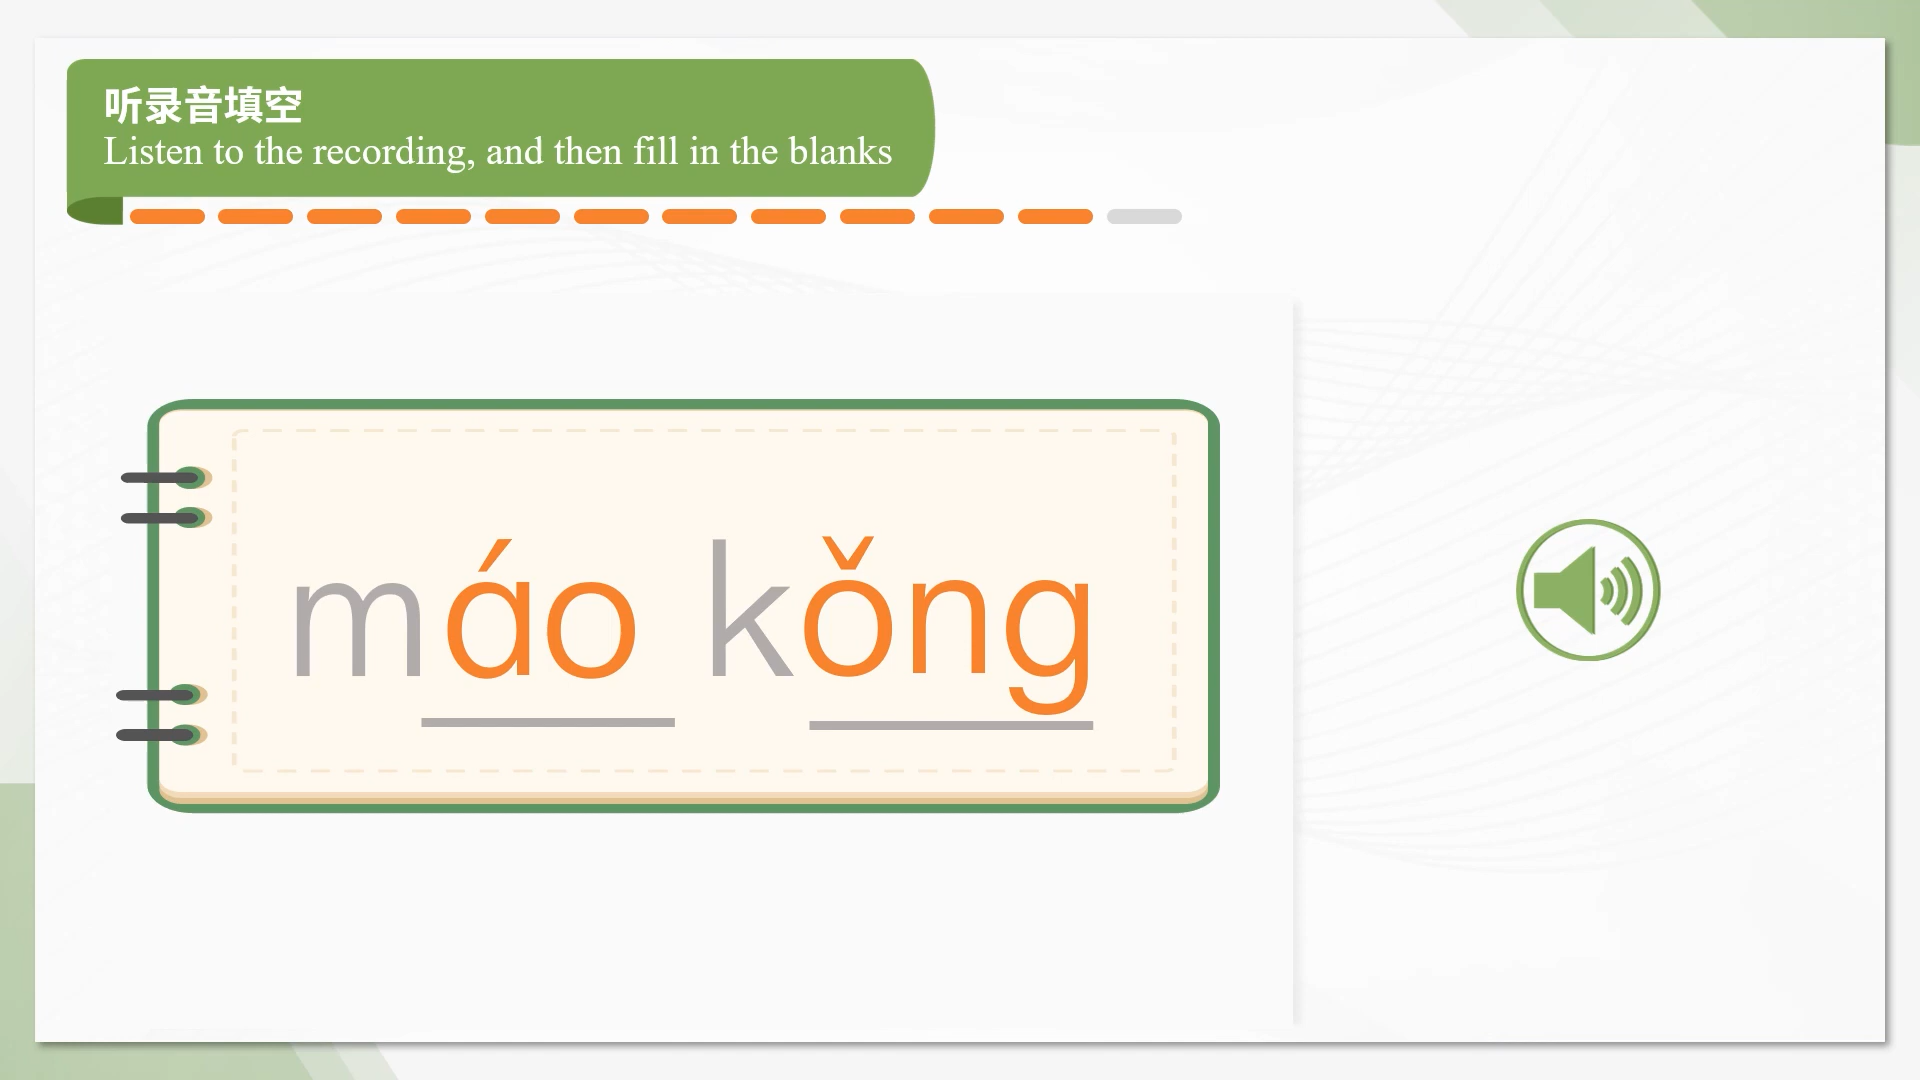 听录音填空
Listen to the recording, and then fill in the blanks
máo kǒng